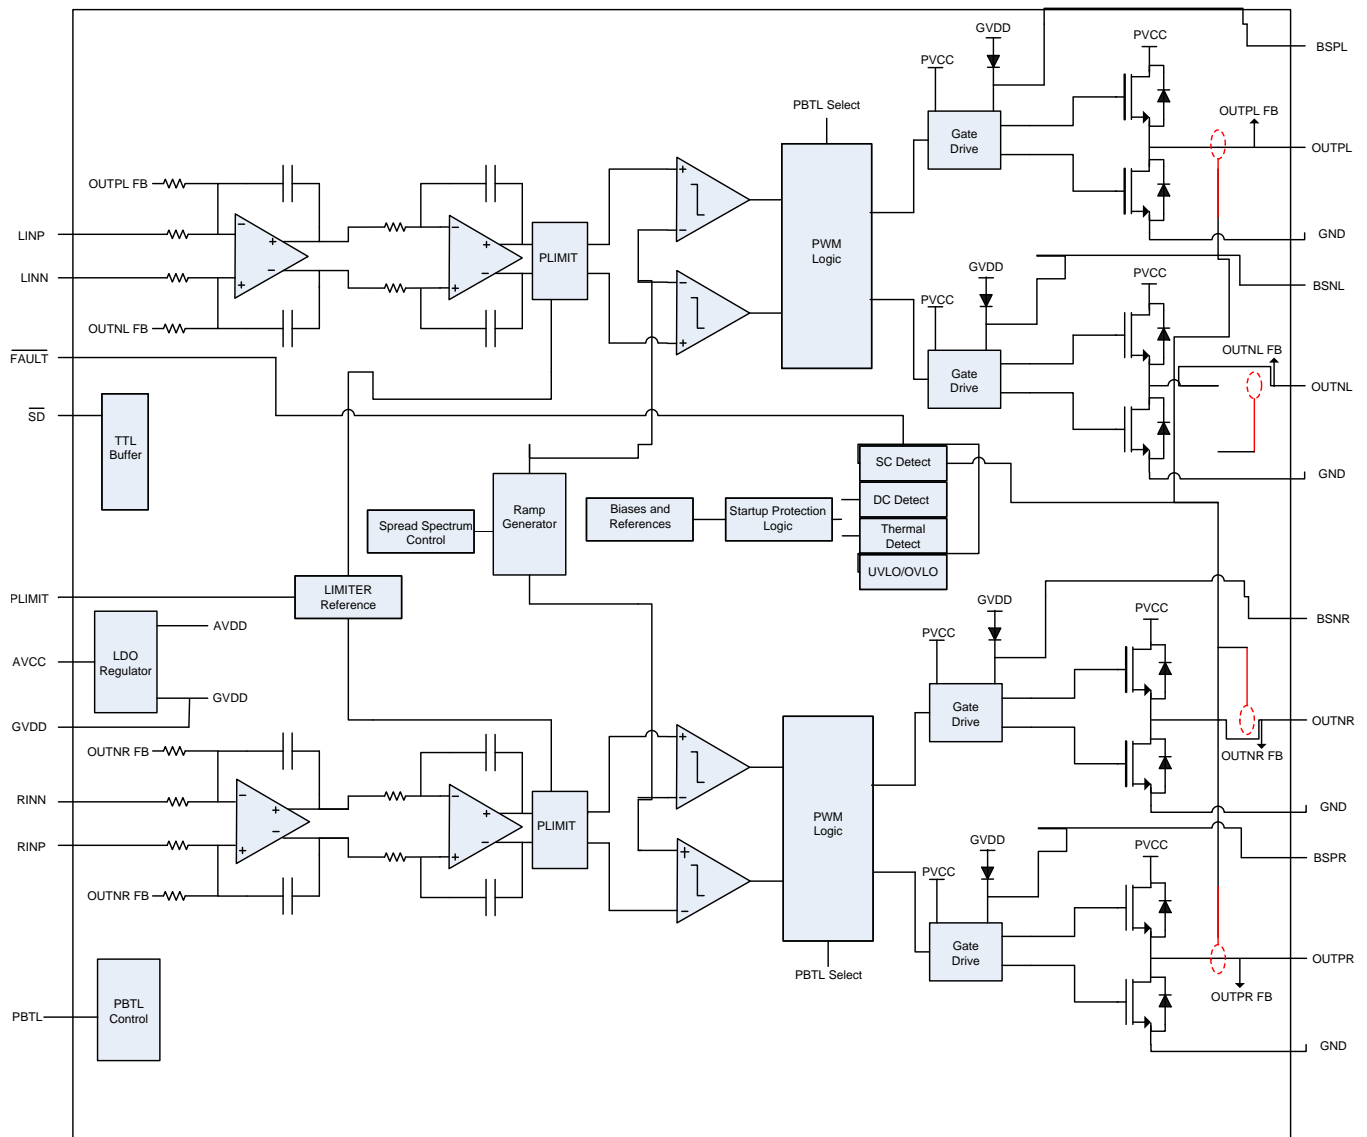 GVDD
PVCC
BSPL
PVCC
PBTL Select
OUTPL FB
Gate
Drive
OUTPL
OUTPL FB
LINP
GND
PWM
Logic
PLIMIT
LINN
GVDD
PVCC
BSNL
PVCC
OUTNL FB
FAULT
OUTNL FB
Gate
Drive
OUTNL
SD
TTL
Buffer
SC Detect
GND
DC Detect
Ramp
Generator
Spread Spectrum
Control
Biases and
References
Startup Protection
Logic
Thermal
Detect
UVLO/OVLO
PLIMIT
LIMITER
Reference
GVDD
PVCC
BSNR
PVCC
AVDD
AVCC
LDO
Regulator
GVDD
GVDD
Gate
Drive
OUTNR
OUTNR FB
OUTNR FB
RINN
GND
PLIMIT
PWM
Logic
RINP
GVDD
PVCC
BSPR
PVCC
OUTNR FB
Gate
Drive
OUTPR
PBTL Select
OUTPR FB
PBTL
PBTL
Control
GND